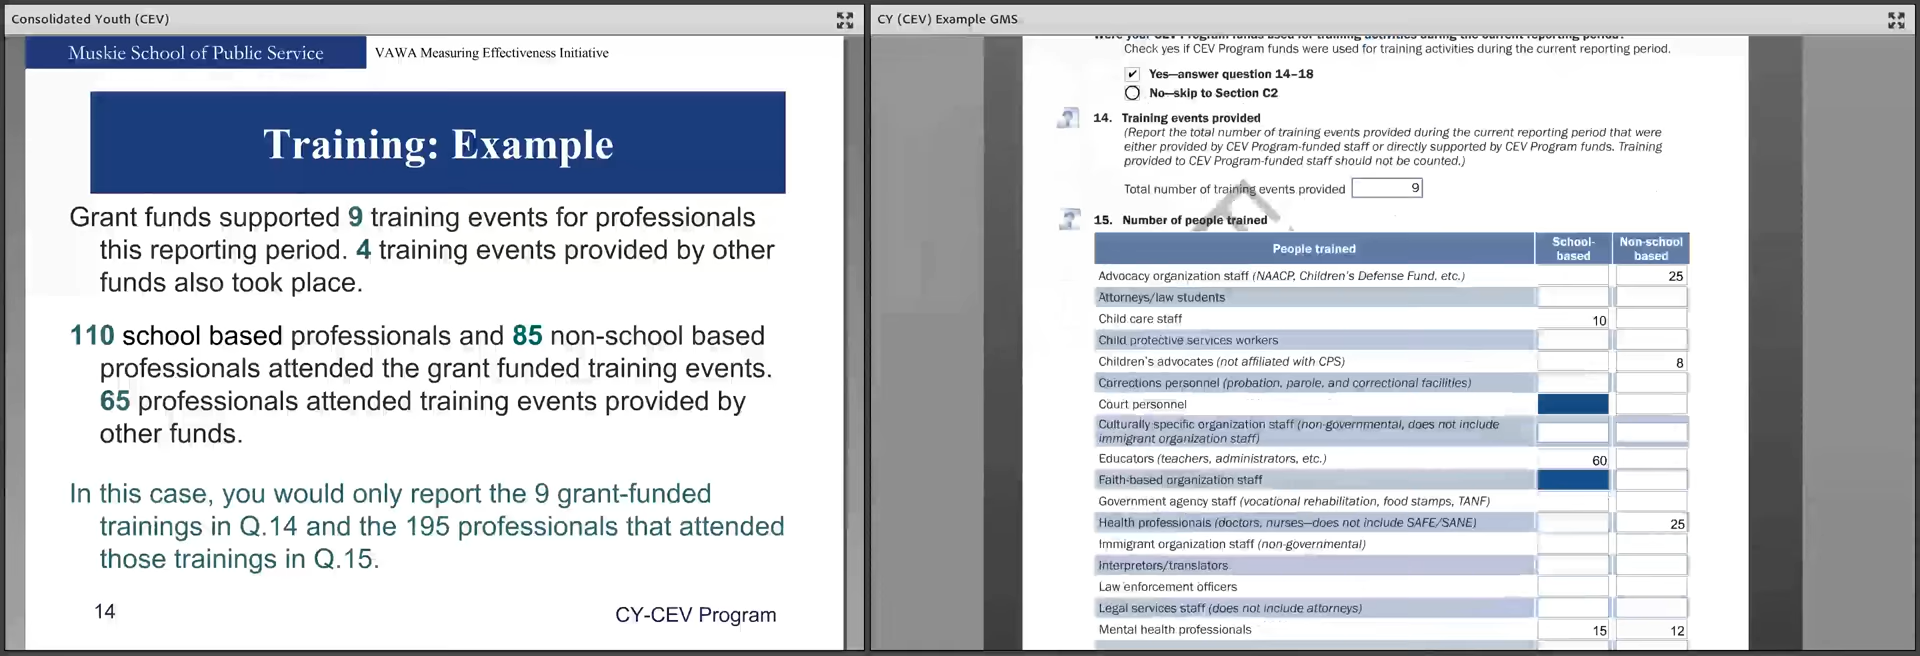 Consolidated Youth (CEV)
Muskie School of Public Service
VAWA Measuring Effectiveness Initiative
Training: Example
Grant funds supported 9 training events for professionals
this reporting period. 4 training events provided by other
funds also took place.
110 school based professionals and 85 non-school based
professionals attended the grant funded training events.
65 professionals attended training events provided by
other funds.
In this case, you would only report the 9 grant-funded
trainings in Q.14 and the 195 professionals that attended
those trainings in Q.15.
14
CY-CEV Program
CY (CEV) Example GMS
Were your CEV Program funds used for training activities during the current reporting period?
Check yes if CEV Program funds were used for training activities during the current reporting period.
Yes—answer question 14–18
No—skip to Section C2
14. Training events provided
(Report the total number of training events provided during the current reporting period that were
either provided by CEV Program-funded staff or directly supported by CEV Program funds. Training
provided to CEV Program-funded staff should not be counted.)
Total number of training events provided 9
15. Number of people trained
People trained School-based Non-school based
Advocacy organization staff (NAACP, Children's Defense Fund, etc.) 25
Attorneys/law students
Child care staff 10
Child protective services workers
Children's advocates (not affiliated with CPS) 8
Corrections personnel (probation, parole, and correctional facilities)
Court personnel
Culturally specific organization staff (non-governmental, does not include
immigrant organization staff)
Educators (teachers, administrators, etc.) 60
Faith-based organization staff
Government agency staff (vocational rehabilitation, food stamps, TANF)
Health professionals (doctors, nurses—does not include SAFE/SANE) 25
Immigrant organization staff (non-governmental)
Interpreters/translators
Law enforcement officers
Legal services staff (does not include attorneys)
Mental health professionals 15 12